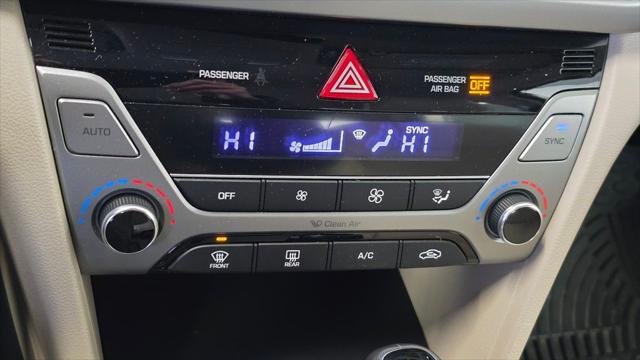 PASSENGER
PASSENGER AIR BAG OFF
SYNC
HI HI
AUTO
SYNC
OFF
Clean Air
FRONT
REAR
A/C